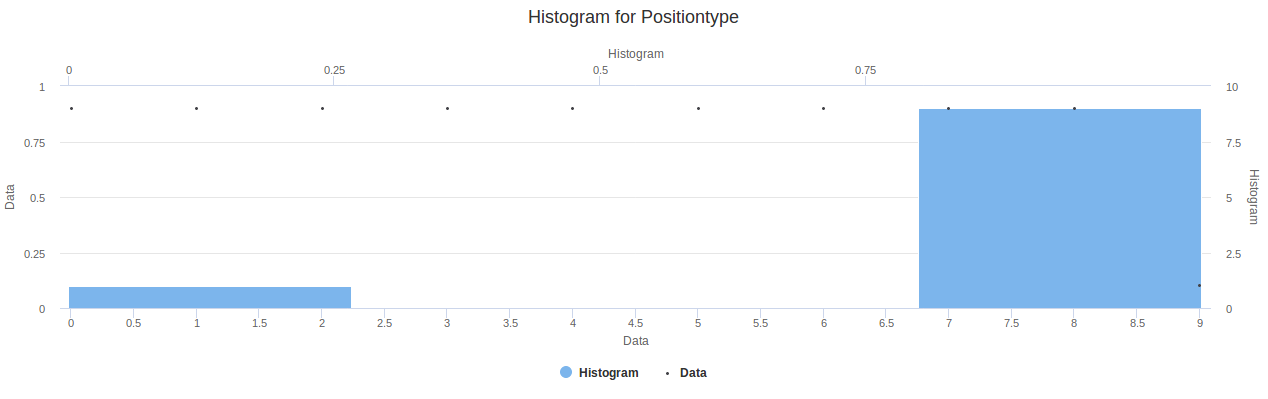 Histogram for Positiontype
Histogram
0 0.25 0.5 0.75
1 10
0.75 7.5
Data 0.5 5 Histogram
0.25 2.5
0 0
0 0.5 1 1.5 2 2.5 3 3.5 4 4.5 5 5.5 6 6.5 7 7.5 8 8.5 9
Data
Histogram Data